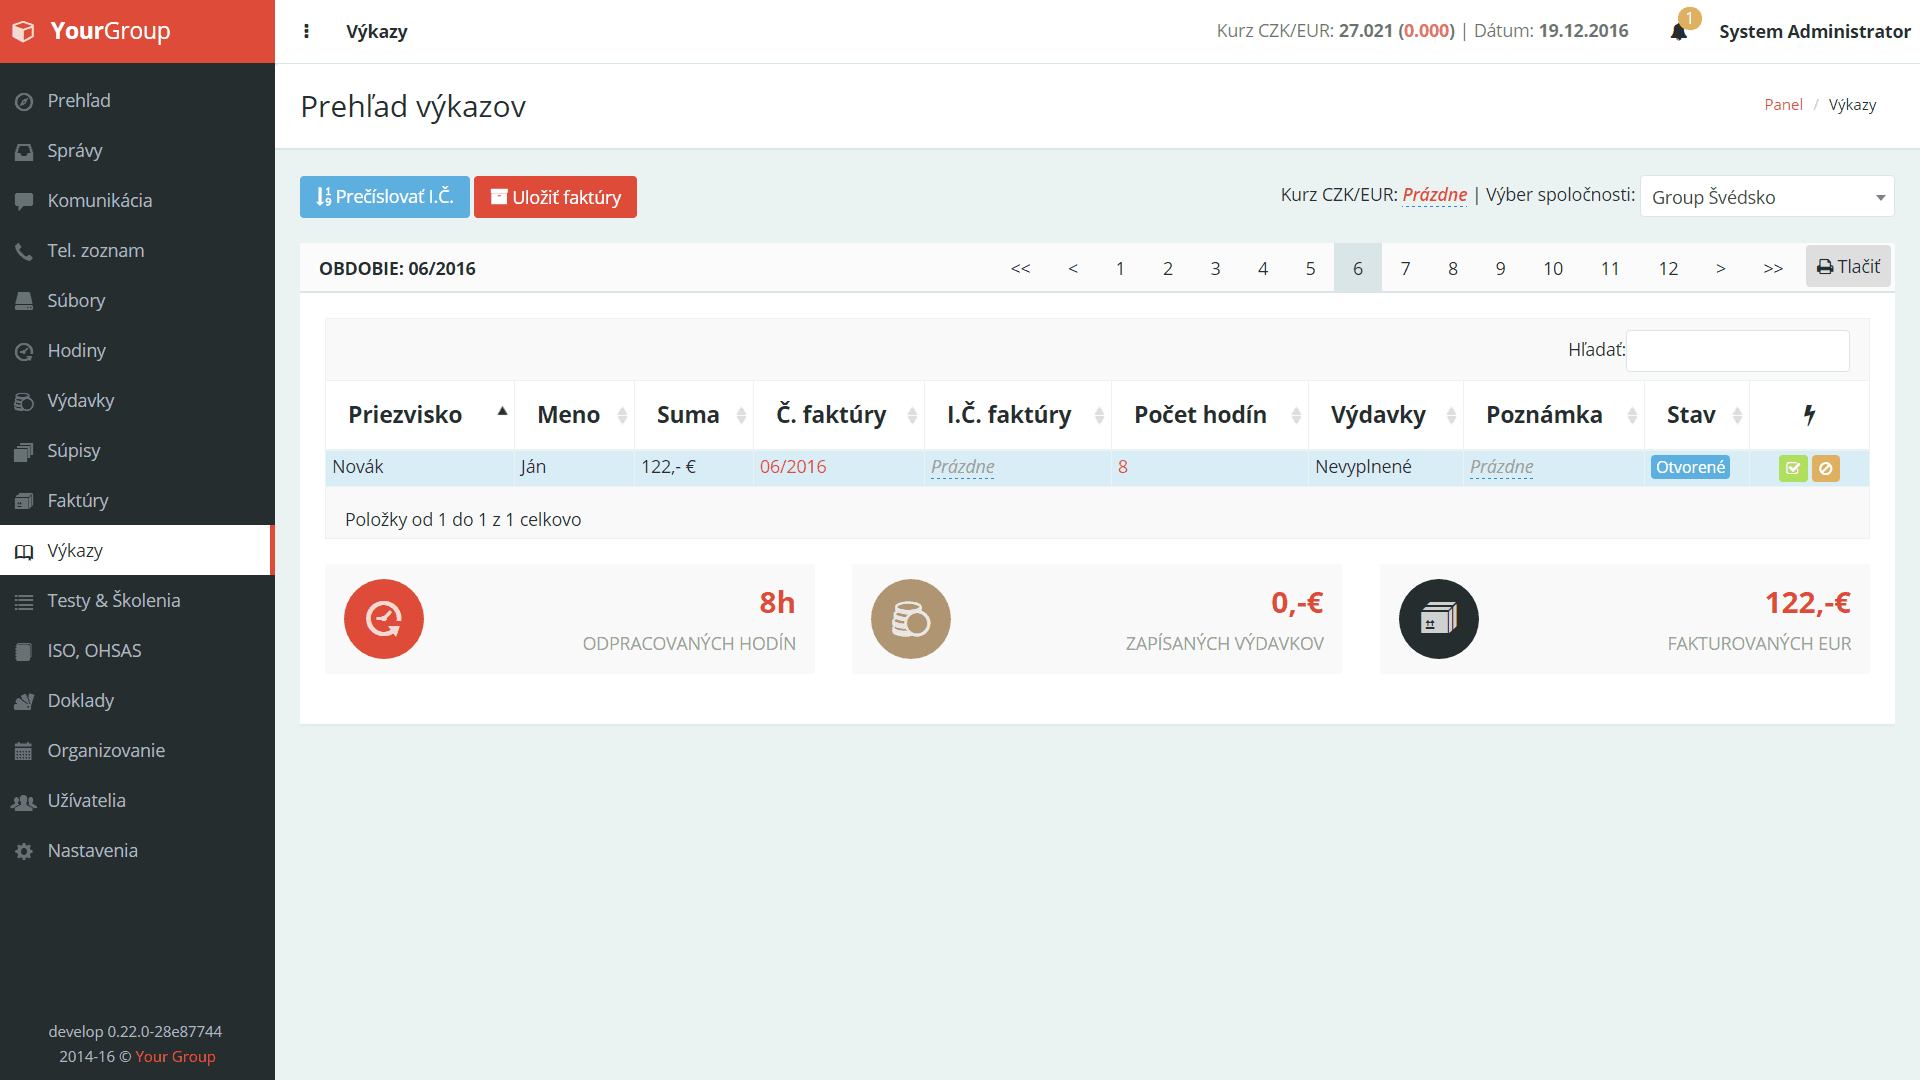 YourGroup
Výkazy
Kurz CZK/EUR: 27.021 (0.000) | Dátum: 19.12.2016
1
System Administrator
Prehľad
Správy
Komunikácia
Tel. zoznam
Súbory
Hodiny
Výdavky
Súpisy
Faktúry
Výkazy
Testy & Školenia
ISO, OHSAS
Doklady
Organizovanie
Užívatelia
Nastavenia
develop 0.22.0-28e87744
2014-16 © Your Group
Prehľad výkazov
Panel / Výkazy
Prečíslovať I.Č.
Uložiť faktúry
Kurz CZK/EUR: Prázdne | Výber spoločnosti: Group Švédsko
OBDOBIE: 06/2016
<< < 1 2 3 4 5 6 7 8 9 10 11 12 > >>
Tlačiť
Hľadať:
Priezvisko Meno Suma Č. faktúry I.Č. faktúry Počet hodín Výdavky Poznámka Stav
Novák Ján 122,- € 06/2016 Prázdne 8 Nevyplnené Prázdne Otvorené
Položky od 1 do 1 z 1 celkovo
8h
ODPRACOVANÝCH HODÍN
0,-€
ZAPÍSANÝCH VÝDAVKOV
122,-€
FAKTUROVANÝCH EUR